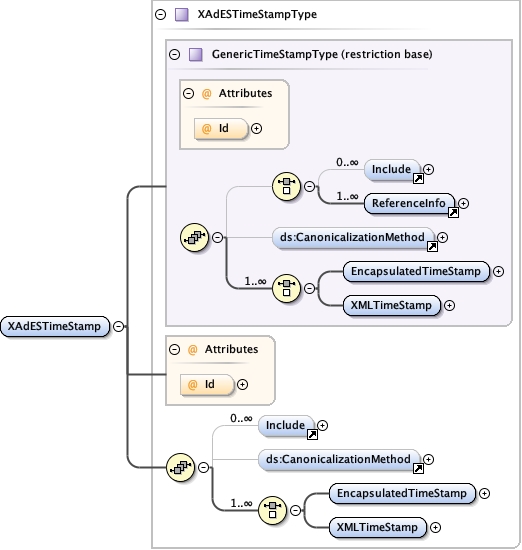 XAdESTimeStampType
GenericTimeStampType (restriction base)
@ Attributes
@ Id
0..∞
Include
1..∞
ReferenceInfo
ds:CanonicalizationMethod
1..∞
EncapsulatedTimeStamp
XMLTimeStamp
XAdESTimeStamp
@ Attributes
@ Id
0..∞
Include
ds:CanonicalizationMethod
1..∞
EncapsulatedTimeStamp
XMLTimeStamp